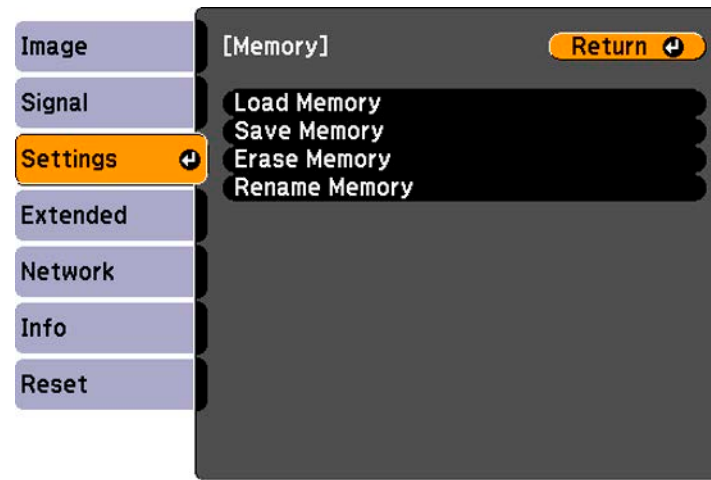 Image
Signal
Settings
Extended
Network
Info
Reset
[Memory]
Return
Load Memory
Save Memory
Erase Memory
Rename Memory